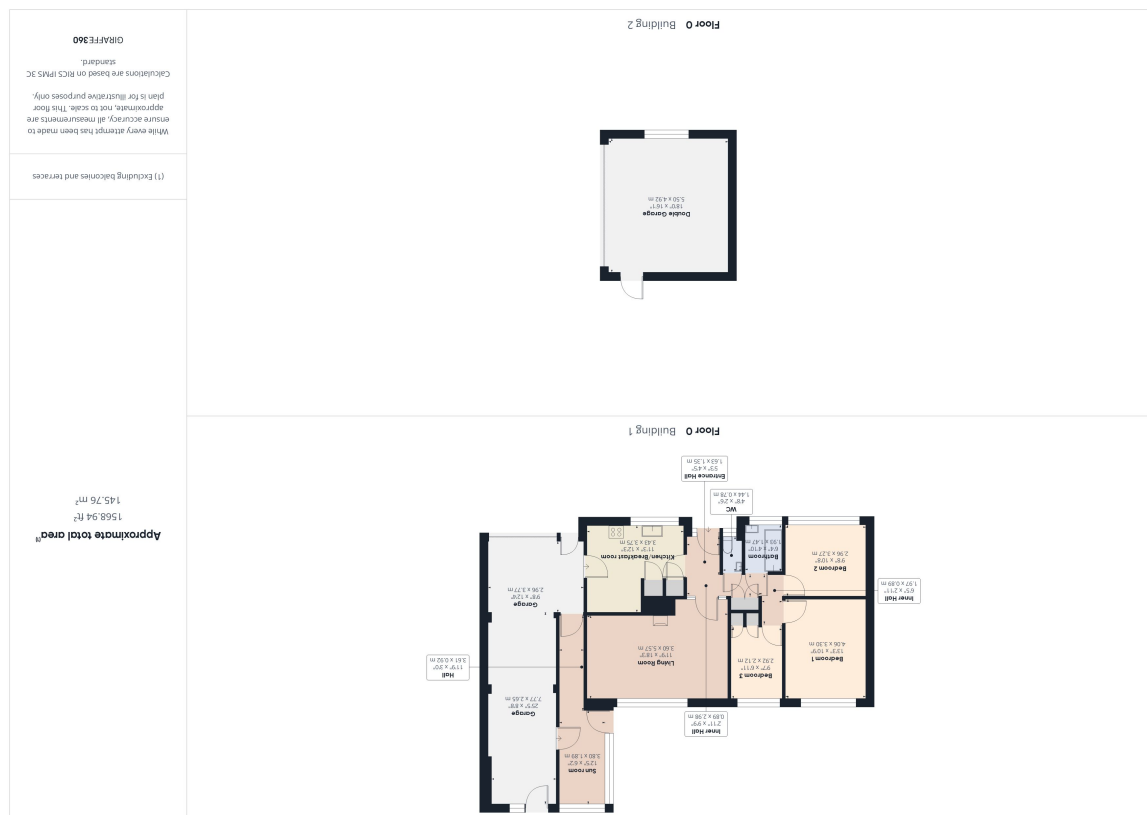 Sun room
12'5" x 6'2"
3.80 x 1.89 m
Inner Hall
2'11" x 9'9"
0.89 x 2.98 m
Garage
25'5" x 8'8"
7.77 x 2.65 m
Bedroom 3
9'7" x 6'11"
2.92 x 2.12 m
Hall
11'9" x 3'0"
3.61 x 0.92 m
Living Room
11'9" x 18'3"
3.60 x 5.57 m
Bedroom 1
13'3" x 10'9"
4.06 x 3.30 m
Garage
9'8" x 12'4"
2.96 x 3.77 m
Inner Hall
6'5" x 2'11"
1.97 x 0.89 m
Bedroom 2
9'8" x 10'8"
2.96 x 3.27 m
Bathroom
6'4" x 4'10"
1.93 x 1.47 m
Kitchen/Breakfast room
11'3" x 12'3"
3.43 x 3.75 m
WC
4'8" x 2'6"
1.44 x 0.78 m
Entrance Hall
5'3" x 4'5"
1.63 x 1.35 m
Floor 0 Building 1
Double Garage
18'0" x 16'1"
5.50 x 4.92 m
Floor 0 Building 2
Approximate total area(1)
1568.94 ft²
145.76 m²
(1) Excluding balconies and terraces
While every attempt has been made to
ensure accuracy, all measurements are
approximate, not to scale. This floor
plan is for illustrative purposes only.
Calculations are based on RICS IPMS 3C
standard.
GIRAFFE360